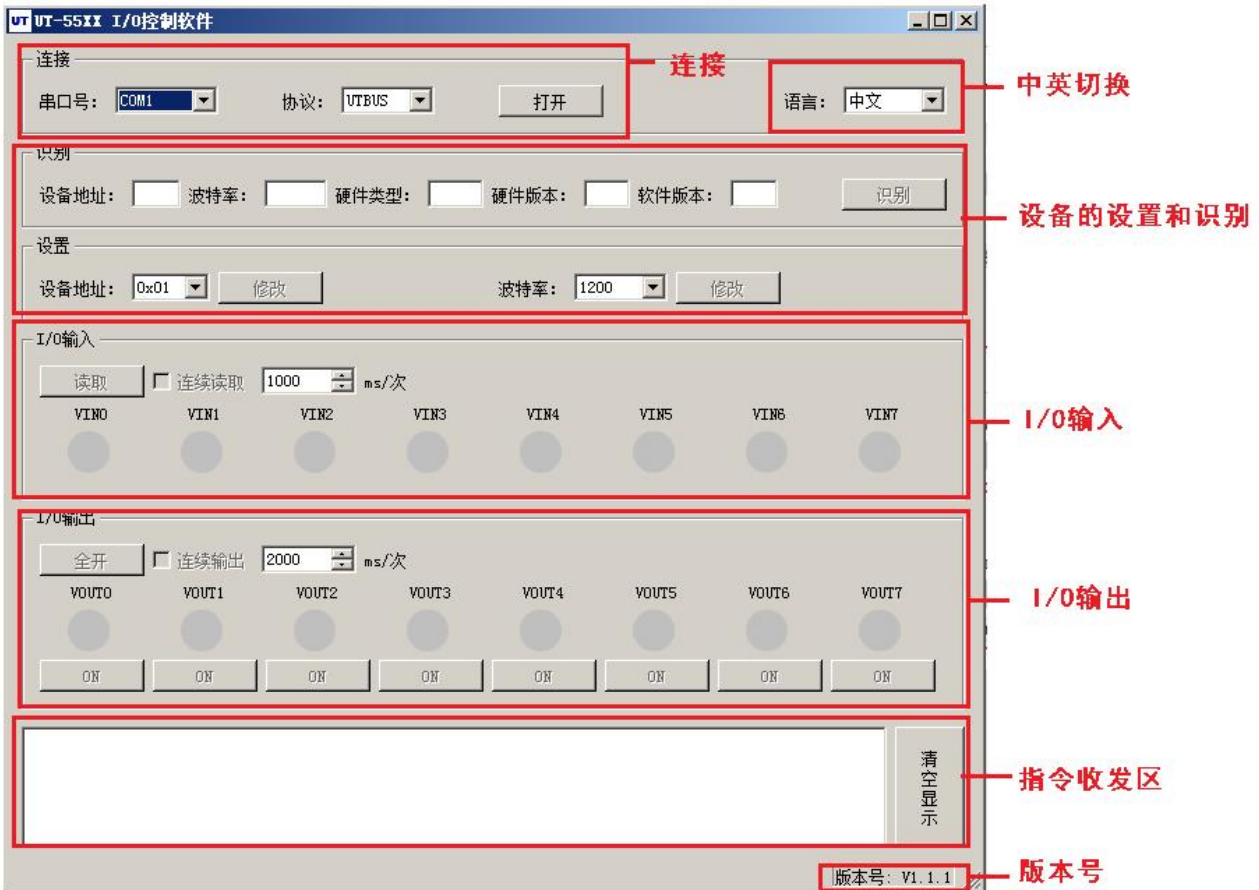 UT UT-55XX I/O控制软件
连接
连接
串口号: COM1 协议: UTBUS 打开
语言: 中文
中英切换
识别
设备地址: 波特率: 硬件类型: 硬件版本: 软件版本: 识别
设备的设置和识别
设置
设备地址: 0x01 修改 波特率: 1200 修改
I/O输入
读取 连续读取 1000 ms/次
VIN0 VIN1 VIN2 VIN3 VIN4 VIN5 VIN6 VIN7
I/O输入
I/O输出
全开 连续输出 2000 ms/次
VOUT0 VOUT1 VOUT2 VOUT3 VOUT4 VOUT5 VOUT6 VOUT7
I/O输出
ON ON ON ON ON ON ON ON
清空显示
指令收发区
版本号: V1.1.1
版本号